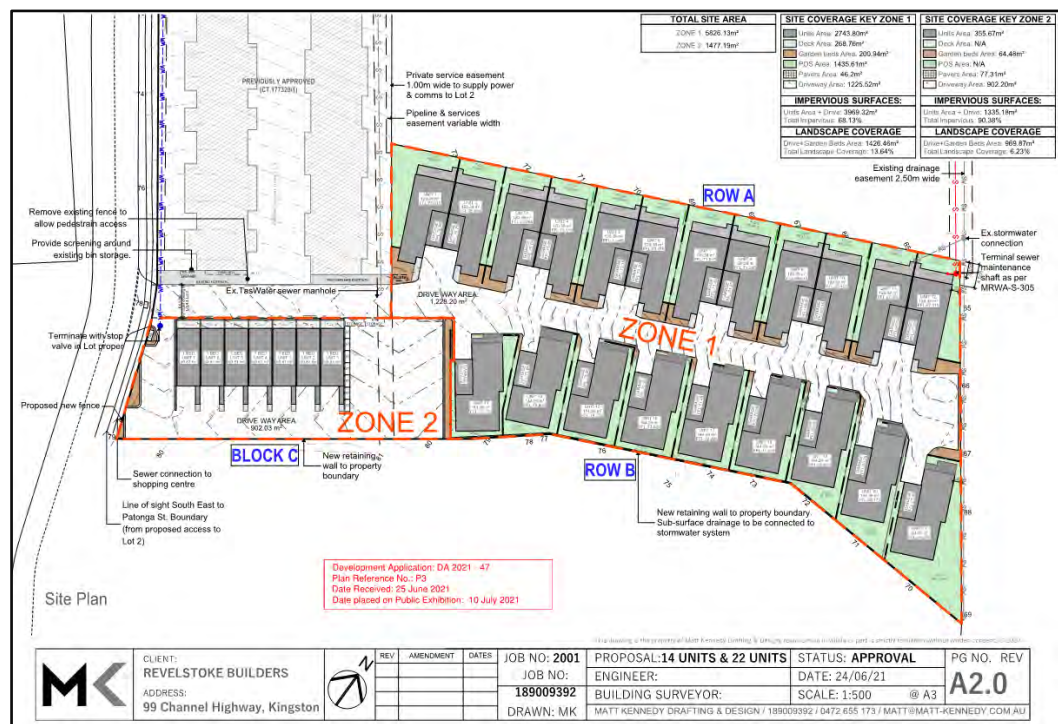 TOTAL SITE AREA
ZONE 1: 5826.13m²
ZONE 2: 1477.19m²
SITE COVERAGE KEY ZONE 1
Units Area: 2743.80m²
Deck Area: 268.76m²
Garden beds Area: 200.94m²
POS Area: 1435.61m²
Pavers Area: 46.2m²
Driveway Area: 1225.52m²
IMPERVIOUS SURFACES:
Units Area + Drive: 3969.32m²
Total Impervious: 68.13%
LANDSCAPE COVERAGE
Drive+Garden Beds Area: 1426.46m²
Total Landscape Coverage: 13.64%
SITE COVERAGE KEY ZONE 2
Units Area: 355.67m²
Deck Area: N/A
Garden beds Area: 64.46m²
POS Area: N/A
Pavers Area: 77.31m²
Driveway Area: 902.20m²
IMPERVIOUS SURFACES:
Units Area + Drive: 1335.18m²
Total Impervious: 90.38%
LANDSCAPE COVERAGE
Drive+Garden Beds Area: 969.87m²
Total Landscape Coverage: 6.23%
PREVIOUSLY APPROVED
Private service easement
1.00m wide to supply power
& comms to Lot 2
Pipeline & services
easement variable width
Existing drainage
easement 2.50m wide
ROW A
Remove existing fence to
allow pedestrain access
Provide screening around
existing bin storage.
Ex.TasWater sewer manhole
Ex.stormwater
connection
Terminal sewer
maintenance
shaft as per
MRWA-S-305
DRIVE WAY AREA:
1,228.20 m²
ZONE 1
Terminate with stop
valve in Lot proper
Proposed new fence
DRIVE WAY AREA:
902.03 m²
ZONE 2
BLOCK C
New retaining
wall to property
boundary
ROW B
Sewer connection to
shopping centre
Line of sight South East to
Patonga St. Boundary
(from proposed access to
Lot 2)
New retaining wall to property boundary
Sub-surface drainage to be connected to
stormwater system
Development Application: DA 2021 - 47
Plan Reference No.: P3
Date Received: 25 June 2021
Date placed on Public Exhibition: 10 July 2021
Site Plan
MK
CLIENT:
REVELSTOKE BUILDERS
ADDRESS:
99 Channel Highway, Kingston
REV AMENDMENT DATES
JOB NO: 2001
JOB NO:
189009392
DRAWN: MK
PROPOSAL:14 UNITS & 22 UNITS
ENGINEER:
BUILDING SURVEYOR:
STATUS: APPROVAL
DATE: 24/06/21
SCALE: 1:500 @ A3
MATT KENNEDY DRAFTING & DESIGN / 189009392 / 0472 655 173 / MATT@MATT-KENNEDY.COM.AU
PG NO. REV
A2.0